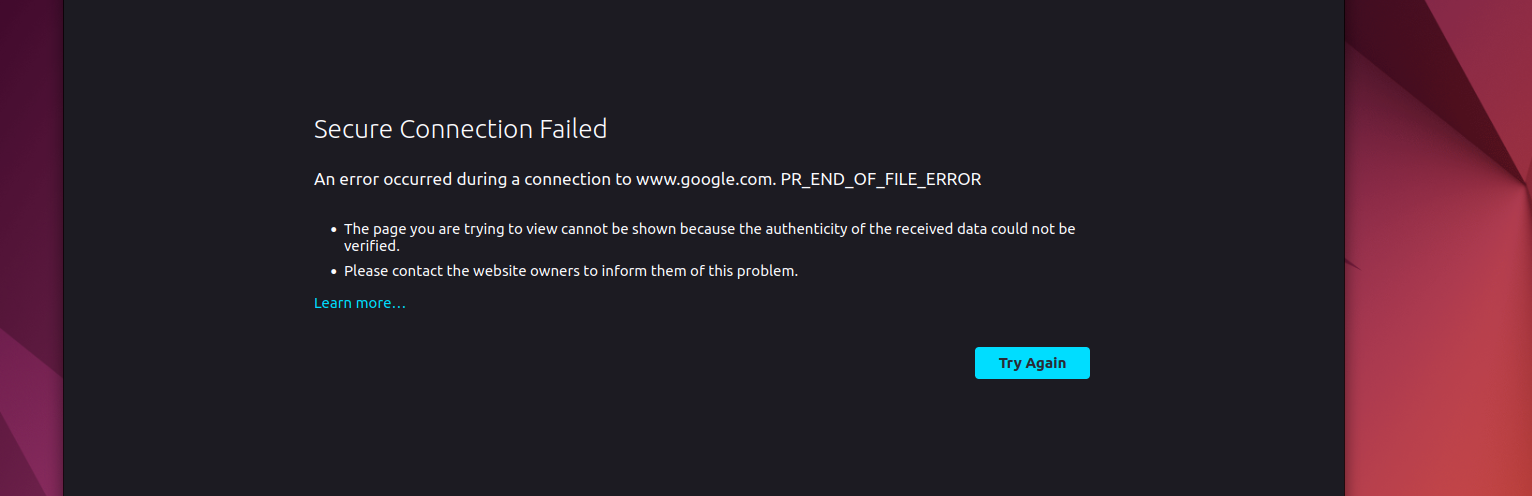 Secure Connection Failed
An error occurred during a connection to www.google.com. PR_END_OF_FILE_ERROR
• The page you are trying to view cannot be shown because the authenticity of the received data could not be
verified.
• Please contact the website owners to inform them of this problem.
Learn more…
Try Again